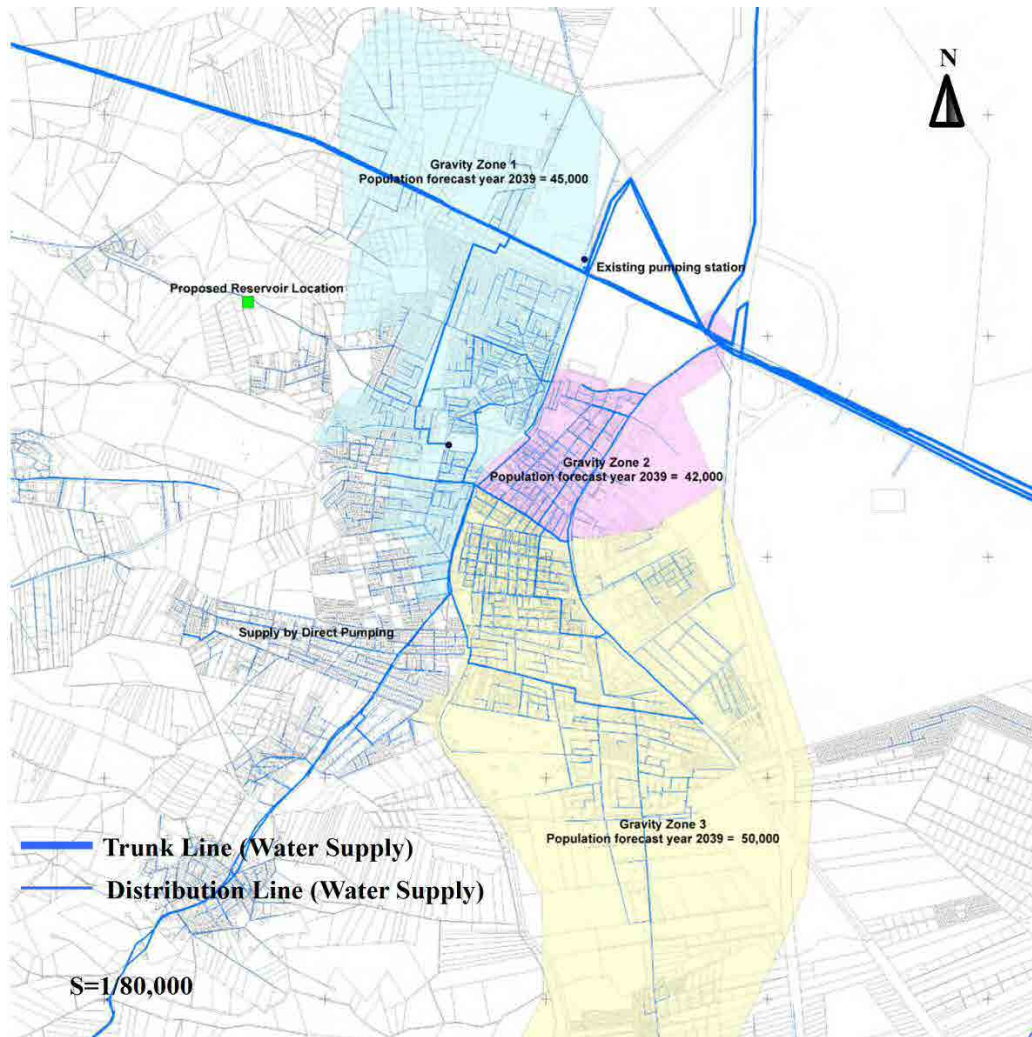 N
Gravity Zone 1
Population forecast year 2039 = 45,000
Existing pumping station
Proposed Reservoir Location
Gravity Zone 2
Population forecast year 2039 = 42,000
Supply by Direct Pumping
Gravity Zone 3
Population forecast year 2039 = 50,000
Trunk Line (Water Supply)
Distribution Line (Water Supply)
S=1/80,000